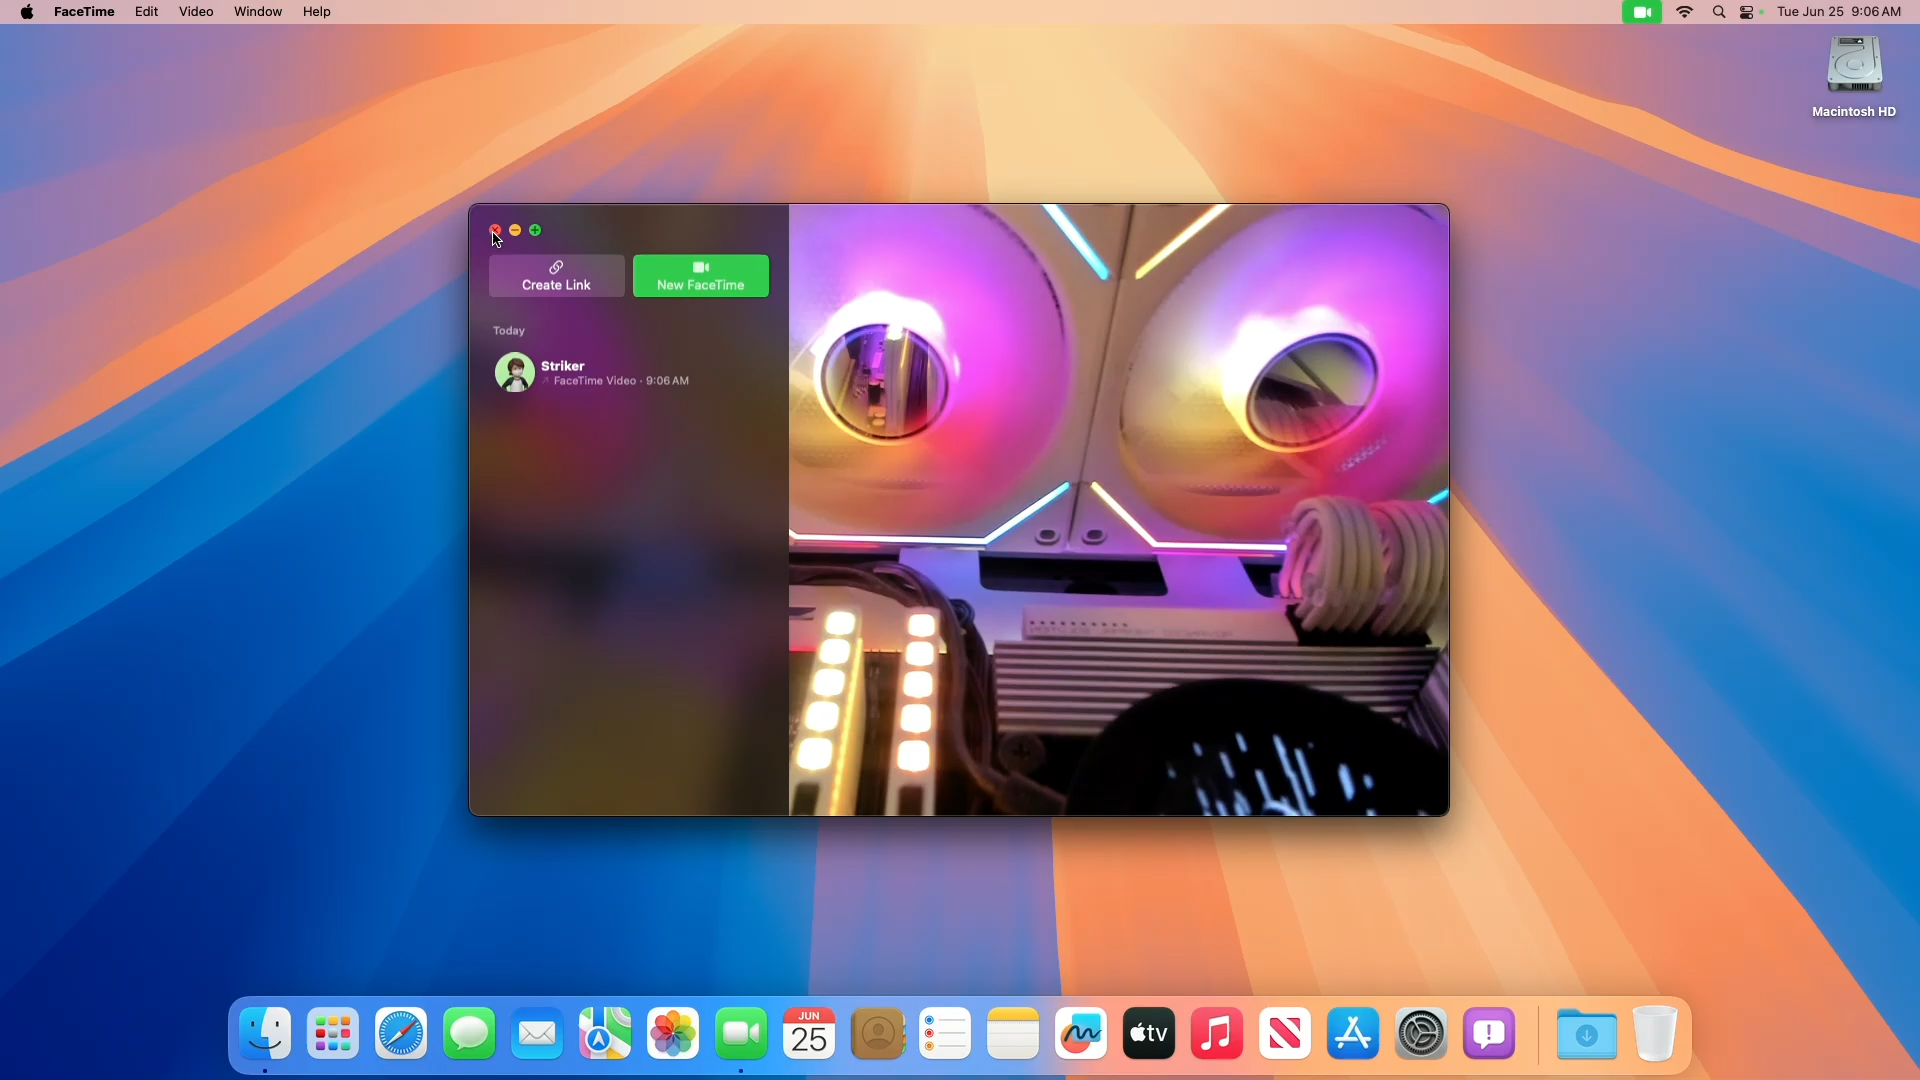 FaceTime Edit Video Window Help
Tue Jun 25 9:06 AM
Macintosh HD
Create Link
New FaceTime
Today
Striker
FaceTime Video · 9:06 AM
JUN
25
tv